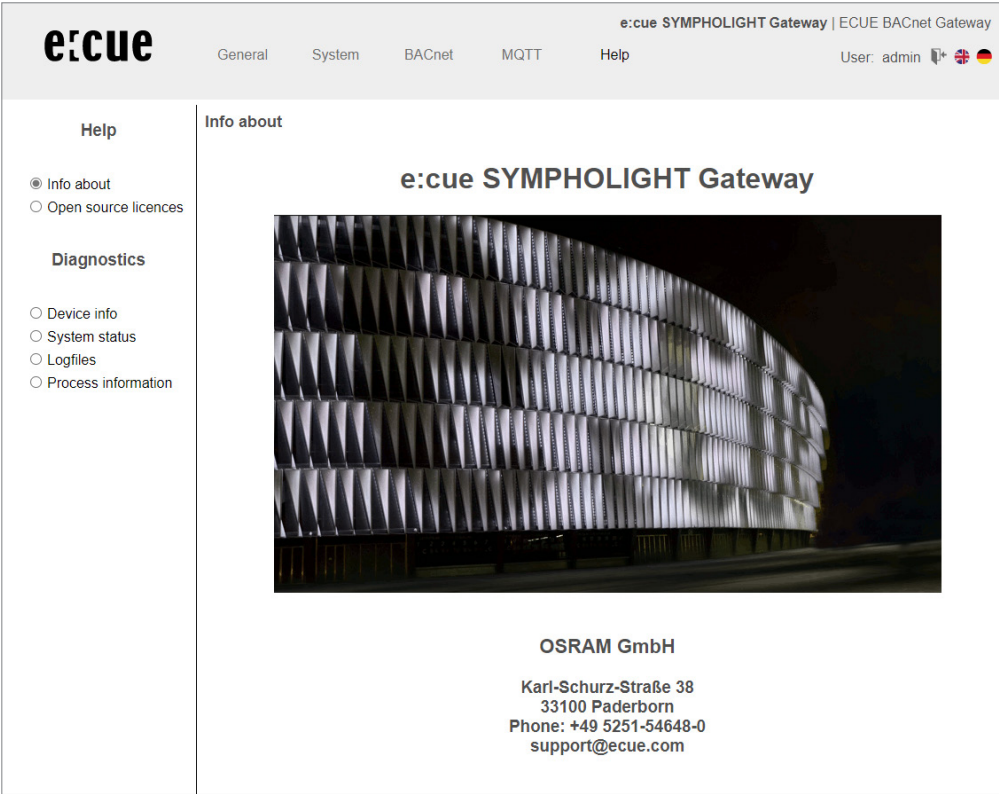 e:cue SYMPHOLIGHT Gateway | ECUE BACnet Gateway
e:cue
General System BACnet MQTT Help
User: admin
Help
Info about
Open source licences
Diagnostics
Device info
System status
Logfiles
Process information
Info about
e:cue SYMPHOLIGHT Gateway
OSRAM GmbH
Karl-Schurz-Straße 38
33100 Paderborn
Phone: +49 5251-54648-0
support@ecue.com